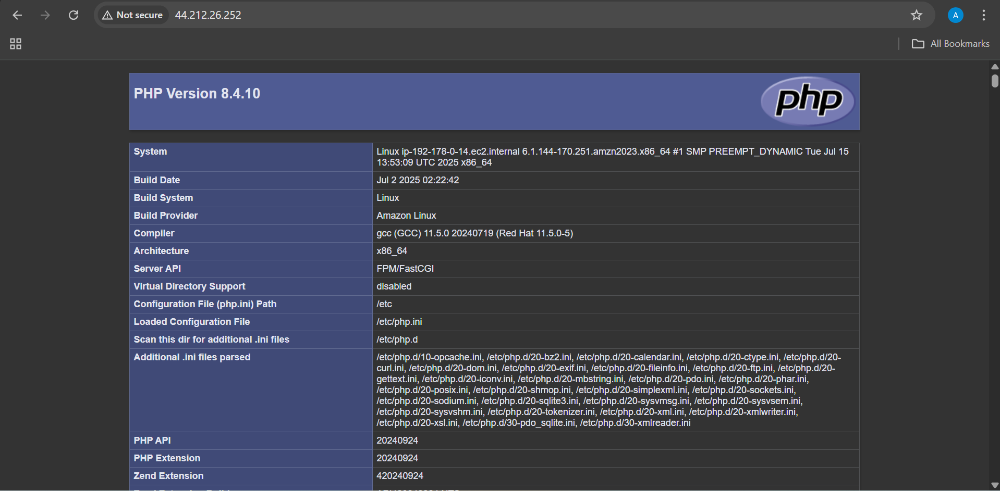 Not secure 44.212.26.252
A
All Bookmarks
PHP Version 8.4.10
php
System
Linux ip-192-178-0-14.ec2.internal 6.1.144-170.251.amzn2023.x86_64 #1 SMP PREEMPT_DYNAMIC Tue Jul 15
13:53:09 UTC 2025 x86_64
Build Date Jul 2 2025 02:22:42
Build System Linux
Build Provider Amazon Linux
Compiler gcc (GCC) 11.5.0 20240719 (Red Hat 11.5.0-5)
Architecture x86_64
Server API FPM/FastCGI
Virtual Directory Support disabled
Configuration File (php.ini) Path /etc
Loaded Configuration File /etc/php.ini
Scan this dir for additional .ini files /etc/php.d
Additional .ini files parsed
/etc/php.d/10-opcache.ini, /etc/php.d/20-bz2.ini, /etc/php.d/20-calendar.ini, /etc/php.d/20-ctype.ini, /etc/php.d/20-
curl.ini, /etc/php.d/20-dom.ini, /etc/php.d/20-exif.ini, /etc/php.d/20-fileinfo.ini, /etc/php.d/20-ftp.ini, /etc/php.d/20-
gettext.ini, /etc/php.d/20-iconv.ini, /etc/php.d/20-mbstring.ini, /etc/php.d/20-pdo.ini, /etc/php.d/20-phar.ini,
/etc/php.d/20-posix.ini, /etc/php.d/20-shmop.ini, /etc/php.d/20-simplexml.ini, /etc/php.d/20-sockets.ini,
/etc/php.d/20-sodium.ini, /etc/php.d/20-sqlite3.ini, /etc/php.d/20-sysvmsg.ini, /etc/php.d/20-sysvsem.ini,
/etc/php.d/20-sysvshm.ini, /etc/php.d/20-tokenizer.ini, /etc/php.d/20-xml.ini, /etc/php.d/20-xmlwriter.ini,
/etc/php.d/20-xsl.ini, /etc/php.d/30-pdo_sqlite.ini, /etc/php.d/30-xmlreader.ini
PHP API 20240924
PHP Extension 20240924
Zend Extension 420240924